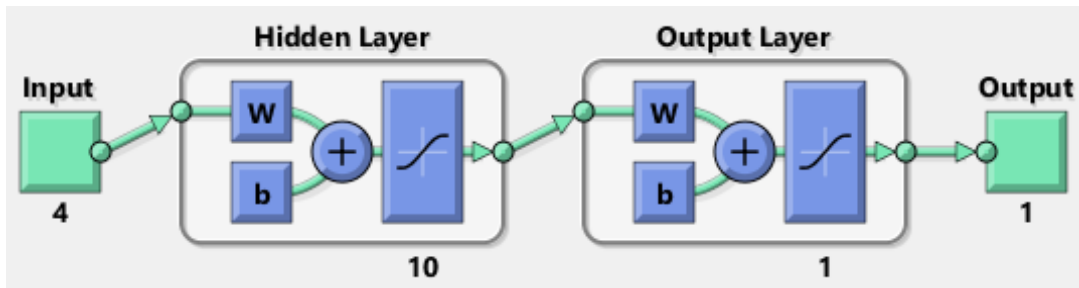 Hidden Layer
Output Layer
Input
Output
W
b
+
W
b
+
4
10
1
1